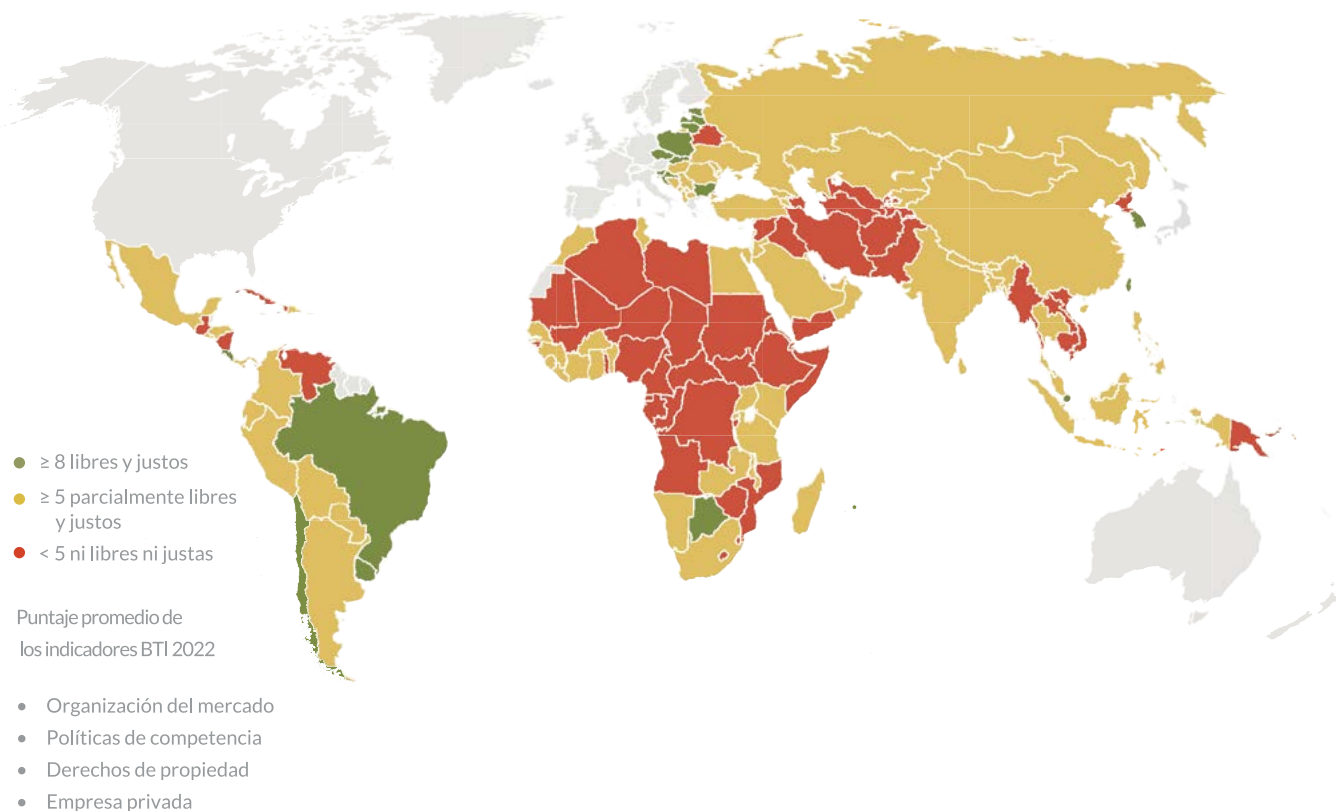 ≥ 8 libres y justos
≥ 5 parcialmente libres
y justos
< 5 ni libres ni justas
Puntaje promedio de
los indicadores BTI 2022
• Organización del mercado
• Políticas de competencia
• Derechos de propiedad
• Empresa privada